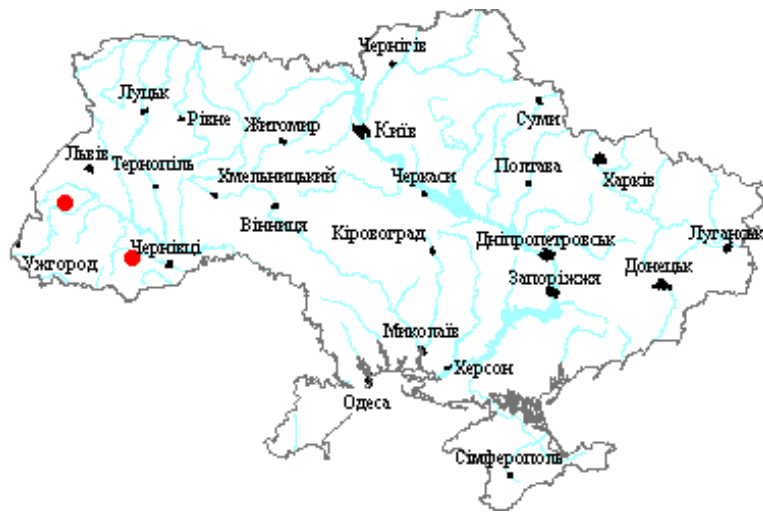 Чернігів
Луцьк
Рівне
Суми
Житомир
Київ
Львів
Тернопіль
Хмельницький
Черкаси
Полтава
Харків
Вінниця
Кіровоград
Дніпропетровськ
Луганськ
Чернівці
Ужгород
Донецьк
Запоріжжя
Миколаїв
Херсон
Одеса
Сімферополь